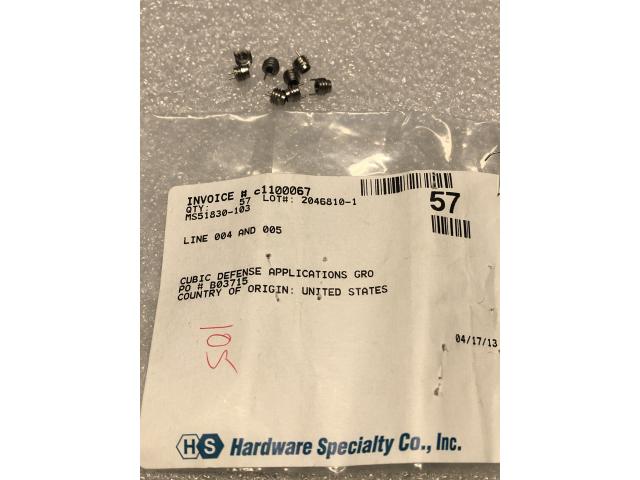 INVOICE # c1100067
QTY: 57 LOT#: 2046810-1
MS51830-103
57
LINE 004 AND 005
CUBIC DEFENSE APPLICATIONS GRO
PO # B03715
COUNTRY OF ORIGIN: UNITED STATES
04/17/13
HS Hardware Specialty Co., Inc.